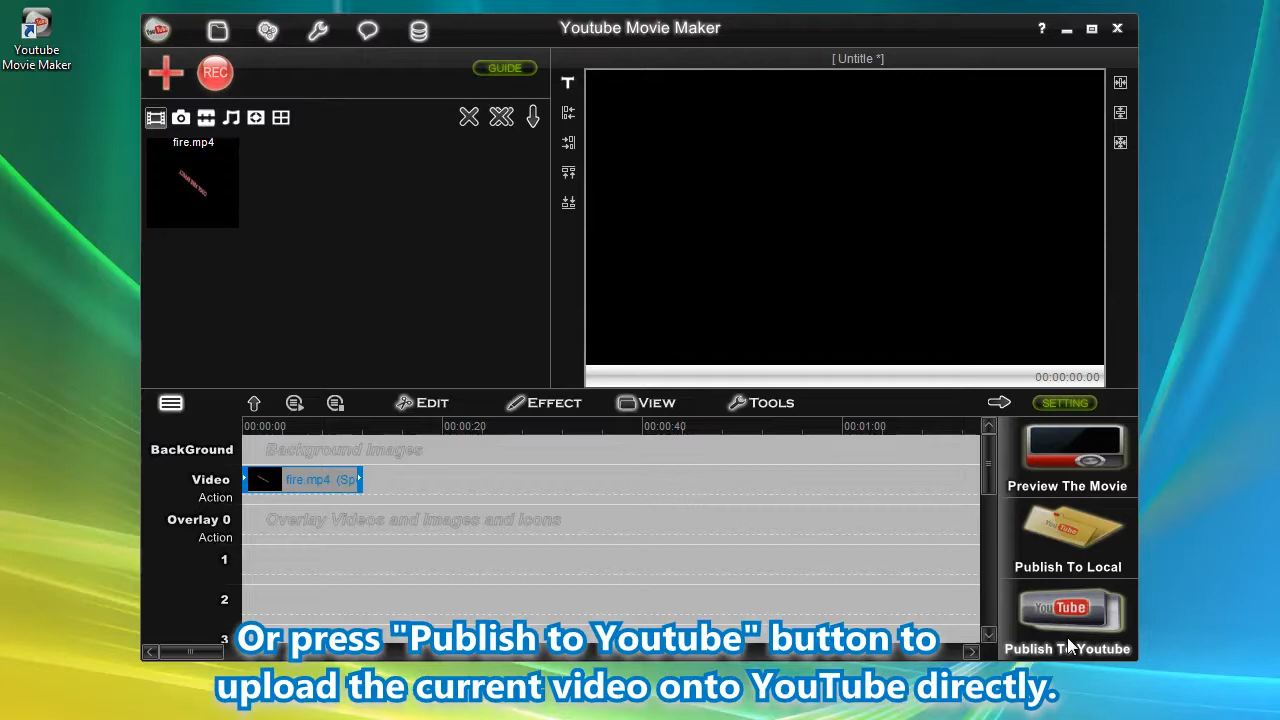 Youtube
Movie Maker
You Tube
Youtube Movie Maker
?
REC
GUIDE
[ Untitle *]
T
fire.mp4
00:00:00.00
EDIT
EFFECT
VIEW
TOOLS
SETTING
00:00:00
00:00:20
00:00:40
00:01:00
BackGround
Background Images
Video
fire.mp4 (Sp
Action
Overlay 0
Overlay Videos and Images and Icons
Action
1
2
3
Preview The Movie
YouTube
Publish To Local
YouTube
Publish To Youtube
Or press "Publish to Youtube" button to
upload the current video onto YouTube directly.